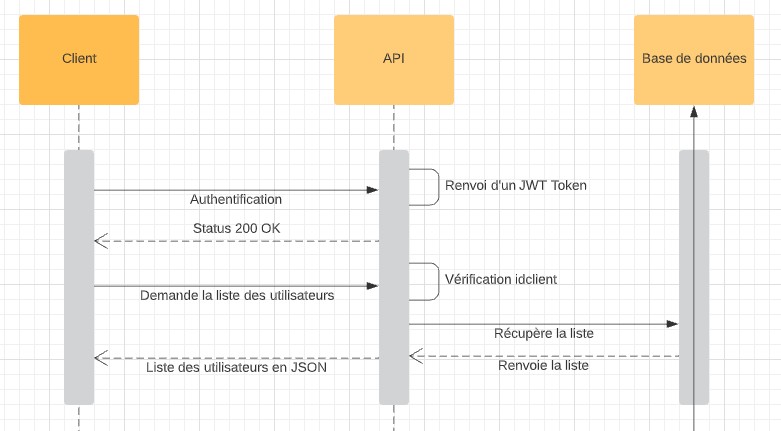 Client
API
Base de données
Renvoi d'un JWT Token
Authentification
Status 200 OK
Vérification idclient
Demande la liste des utilisateurs
Récupère la liste
Renvoie la liste
Liste des utilisateurs en JSON